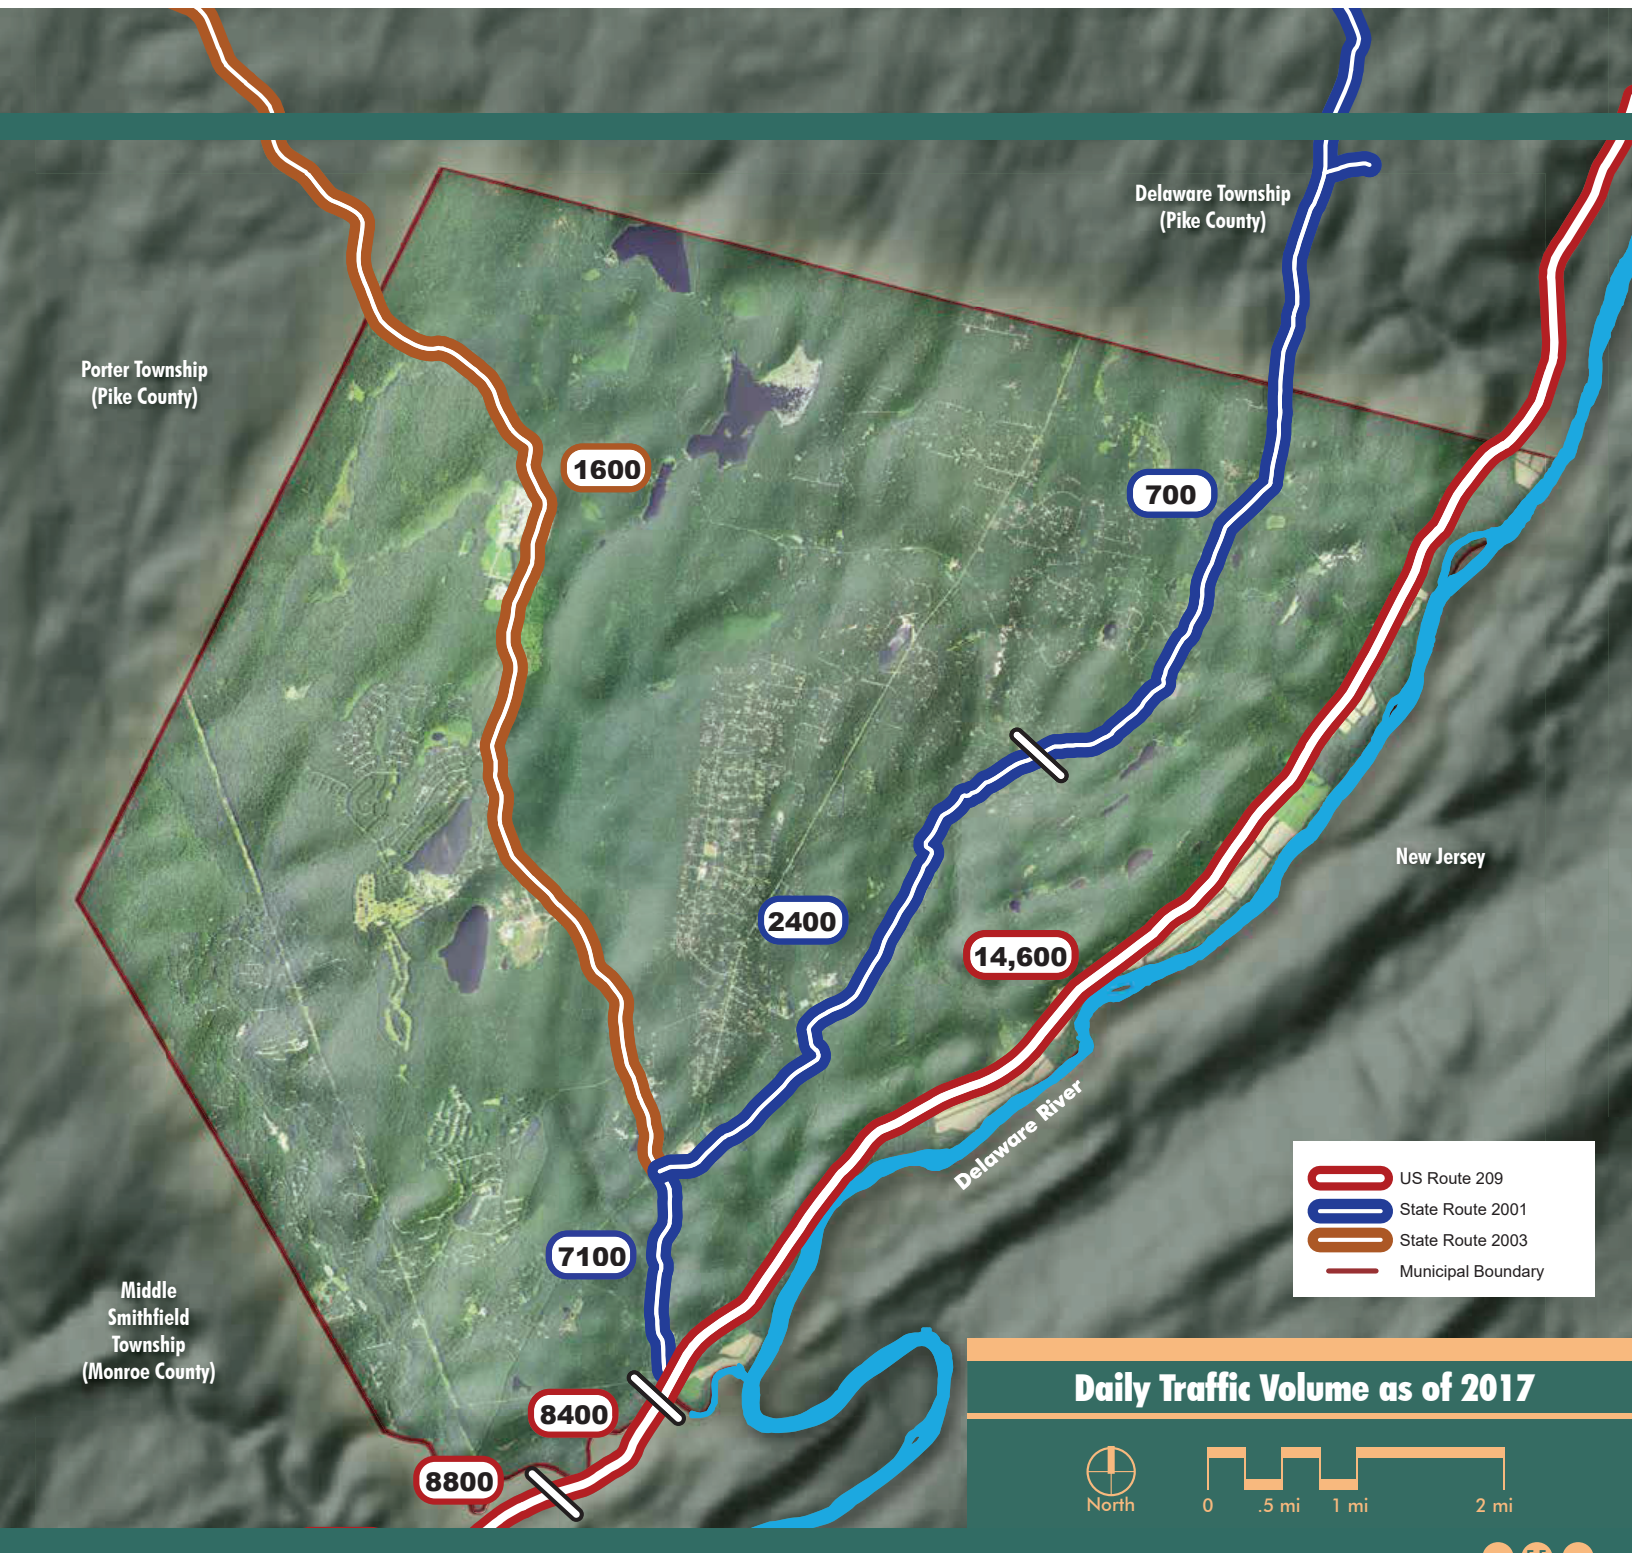 Delaware Township
(Pike County)
Porter Township
(Pike County)
1600
700
New Jersey
2400
14,600
Delaware River
US Route 209
State Route 2001
State Route 2003
Municipal Boundary
7100
Middle
Smithfield
Township
(Monroe County)
8400
8800
Daily Traffic Volume as of 2017
North
0 .5 mi 1 mi 2 mi